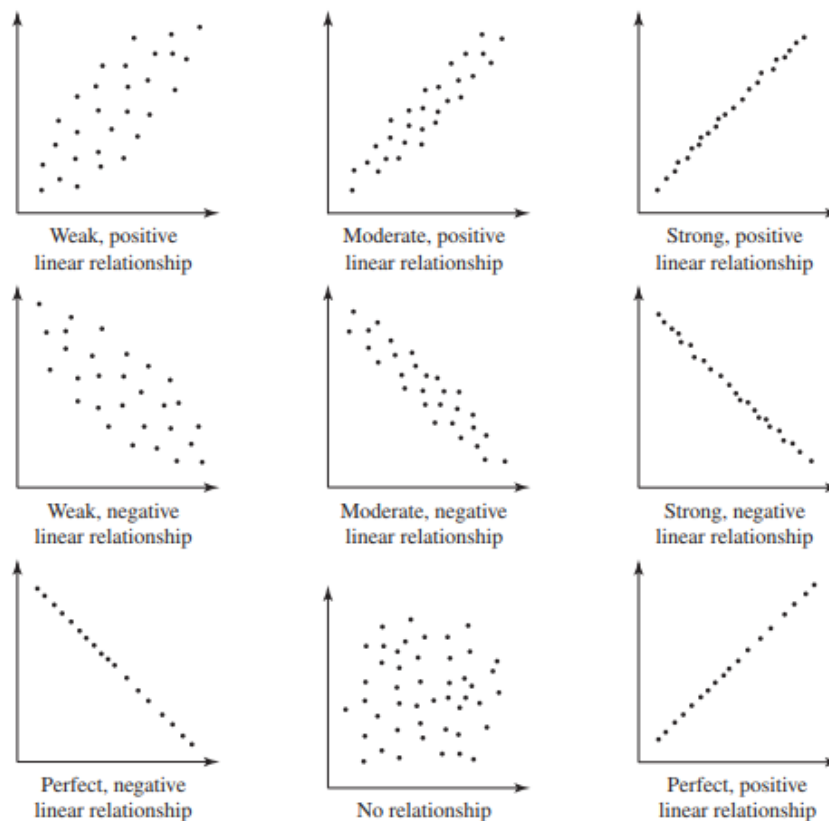 Weak, positive
linear relationship
Moderate, positive
linear relationship
Strong, positive
linear relationship
Weak, negative
linear relationship
Moderate, negative
linear relationship
Strong, negative
linear relationship
Perfect, negative
linear relationship
No relationship
Perfect, positive
linear relationship